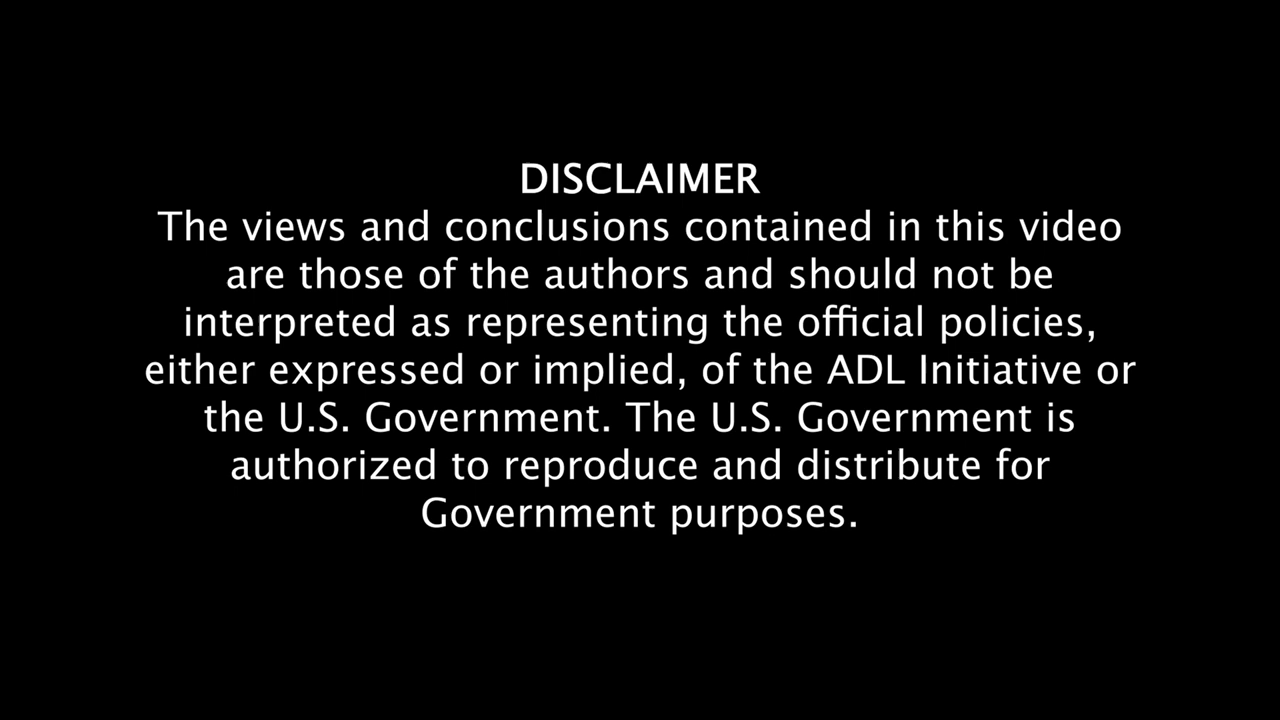 DISCLAIMER
The views and conclusions contained in this video
are those of the authors and should not be
interpreted as representing the official policies,
either expressed or implied, of the ADL Initiative or
the U.S. Government. The U.S. Government is
authorized to reproduce and distribute for
Government purposes.